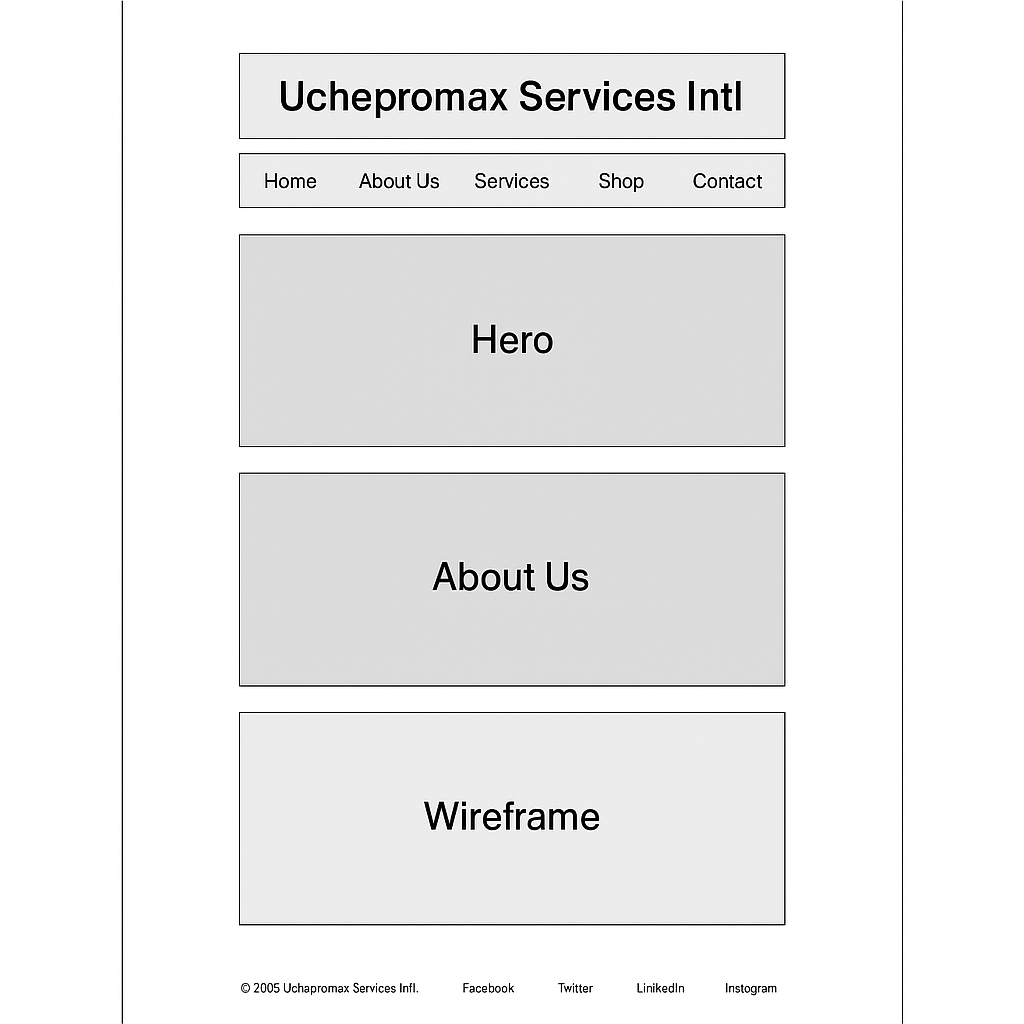 Uchepromax Services Intl
Home About Us Services Shop Contact
Hero
About Us
Wireframe
© 2005 Uchapromax Services Infl. Facebook Twitter LinikedIn Instogram